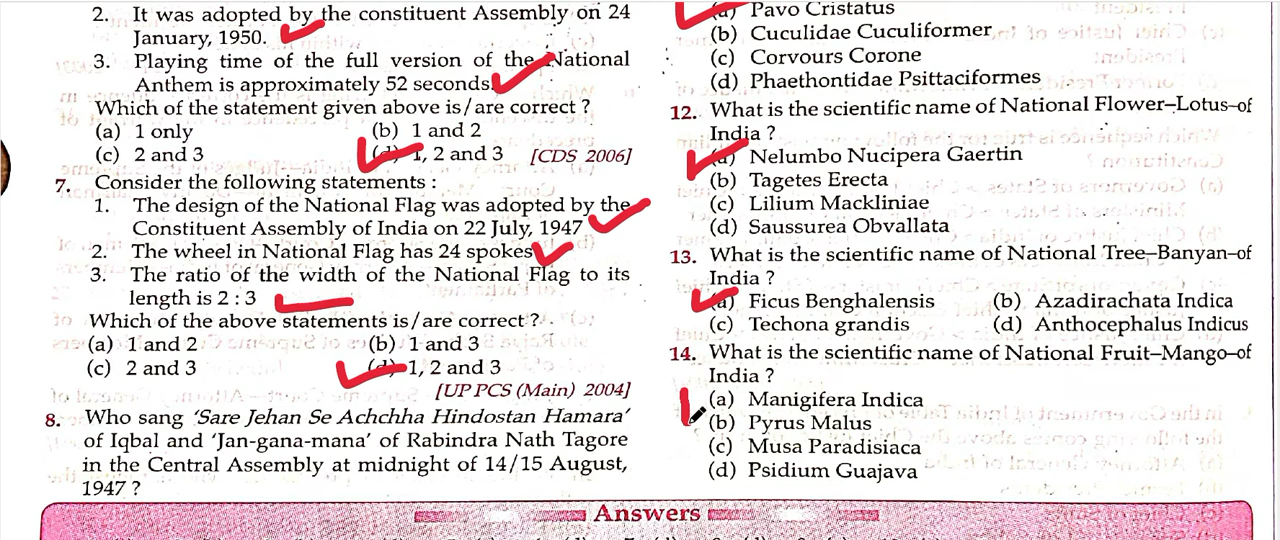 2. It was adopted by the constituent Assembly on 24
January, 1950.
3. Playing time of the full version of the National
Anthem is approximately 52 seconds.
Which of the statement given above is/are correct ?
(a) 1 only (b) 1 and 2
(c) 2 and 3 (d) 1, 2 and 3 [CDS 2006]
7. Consider the following statements :
1. The design of the National Flag was adopted by the
Constituent Assembly of India on 22 July, 1947
2. The wheel in National Flag has 24 spokes
3. The ratio of the width of the National Flag to its
length is 2 : 3
Which of the above statements is/are correct ?
(a) 1 and 2 (b) 1 and 3
(c) 2 and 3 (d) 1, 2 and 3
[UP PCS (Main) 2004]
8. Who sang 'Sare Jehan Se Achchha Hindostan Hamara'
of Iqbal and 'Jan-gana-mana' of Rabindra Nath Tagore
in the Central Assembly at midnight of 14/15 August,
1947 ?
(a) Pavo Cristatus
(b) Cuculidae Cuculiformer
(c) Corvours Corone
(d) Phaethontidae Psittaciformes
12. What is the scientific name of National Flower–Lotus–of
India ?
(a) Nelumbo Nucipera Gaertin
(b) Tagetes Erecta
(c) Lilium Mackliniae
(d) Saussurea Obvallata
13. What is the scientific name of National Tree–Banyan–of
India ?
(a) Ficus Benghalensis (b) Azadirachata Indica
(c) Techona grandis (d) Anthocephalus Indicus
14. What is the scientific name of National Fruit–Mango–of
India ?
(a) Manigifera Indica
(b) Pyrus Malus
(c) Musa Paradisiaca
(d) Psidium Guajava
Answers